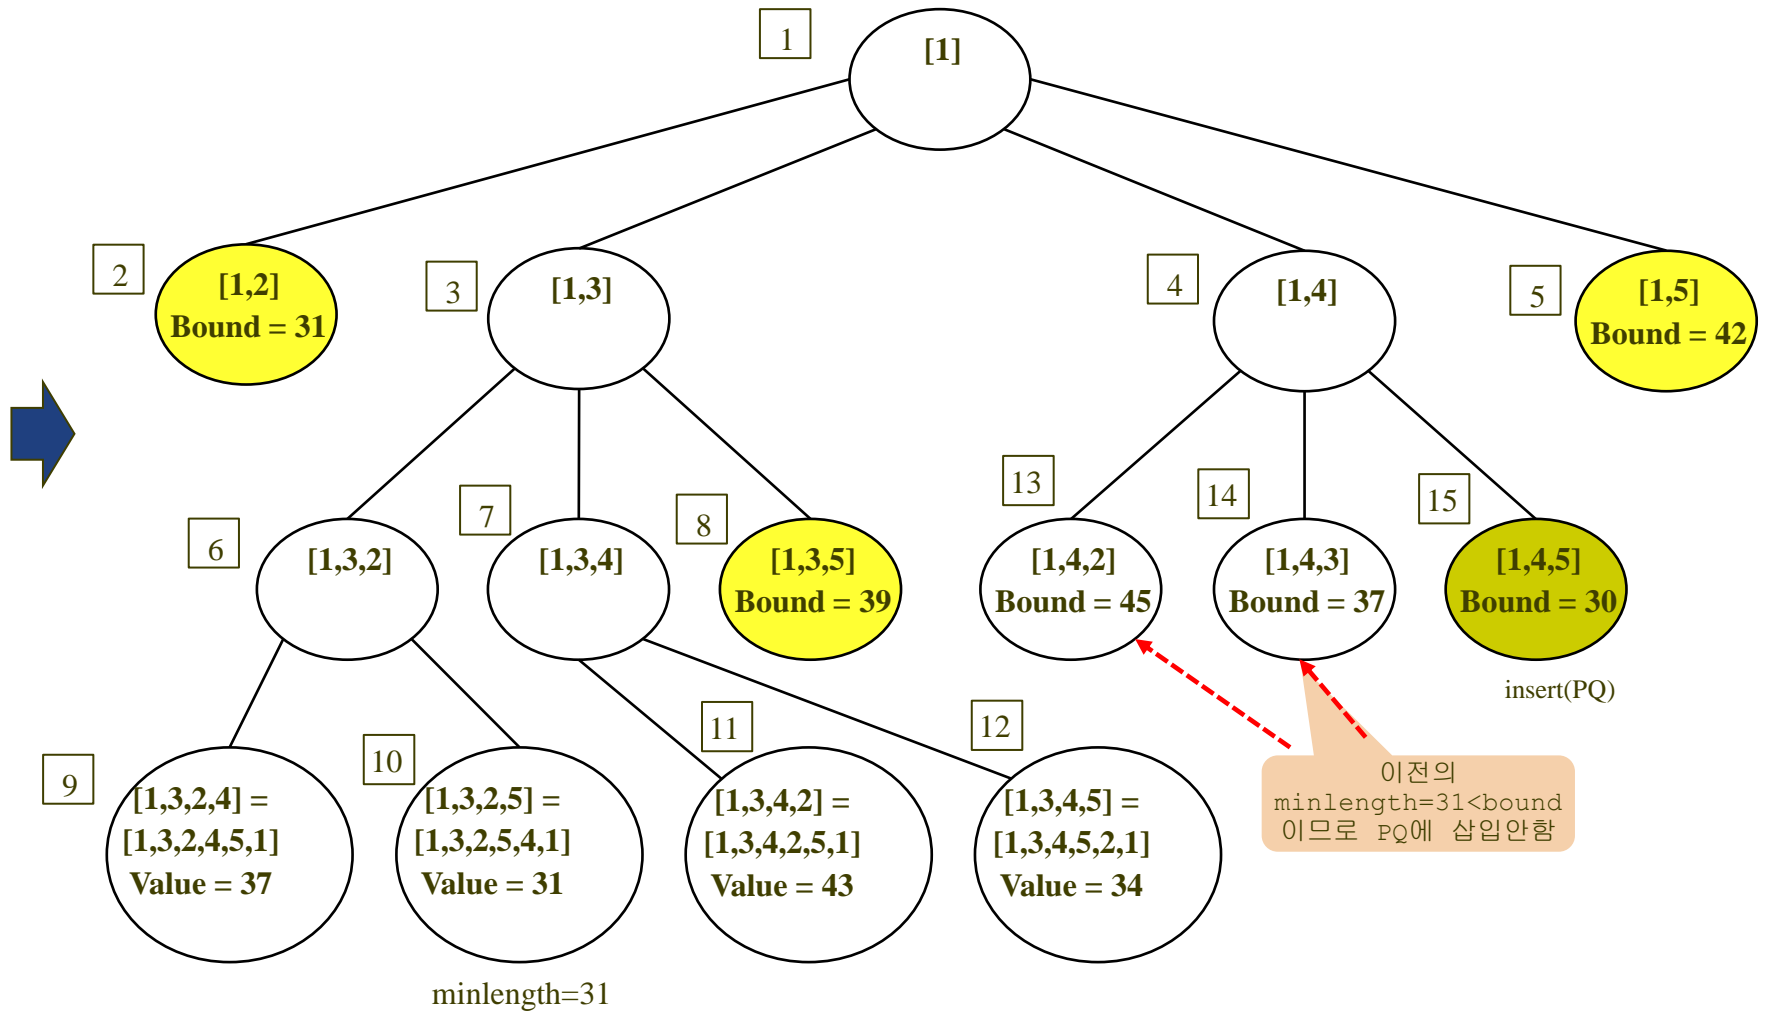 1
[1]
2
[1,2]
Bound = 31
3
[1,3]
4
[1,4]
5
[1,5]
Bound = 42
6
[1,3,2]
7
[1,3,4]
8
[1,3,5]
Bound = 39
13
[1,4,2]
Bound = 45
14
[1,4,3]
Bound = 37
15
[1,4,5]
Bound = 30
insert(PQ)
9
[1,3,2,4] =
[1,3,2,4,5,1]
Value = 37
10
[1,3,2,5] =
[1,3,2,5,4,1]
Value = 31
minlength=31
11
[1,3,4,2] =
[1,3,4,2,5,1]
Value = 43
12
[1,3,4,5] =
[1,3,4,5,2,1]
Value = 34
이전의
minlength=31<bound
이므로 PQ에 삽입안함